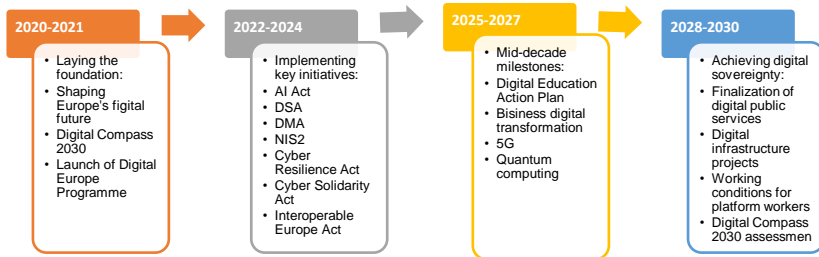 2020-2021
• Laying the
foundation:
• Shaping
Europe's figital
future
• Digital Compass
2030
• Launch of Digital
Europe
Programme
2022-2024
• Implementing
key initiatives:
• AI Act
• DSA
• DMA
• NIS2
• Cyber
Resilience Act
• Cyber Solidarity
Act
• Interoperable
Europe Act
2025-2027
• Mid-decade
milestones:
• Digital Education
Action Plan
• Bisiness digital
transformation
• 5G
• Quantum
computing
2028-2030
• Achieving digital
sovereignty:
• Finalization of
digital public
services
• Digital
infrastructure
projects
• Working
conditions for
platform workers
• Digital Compass
2030 assessmen